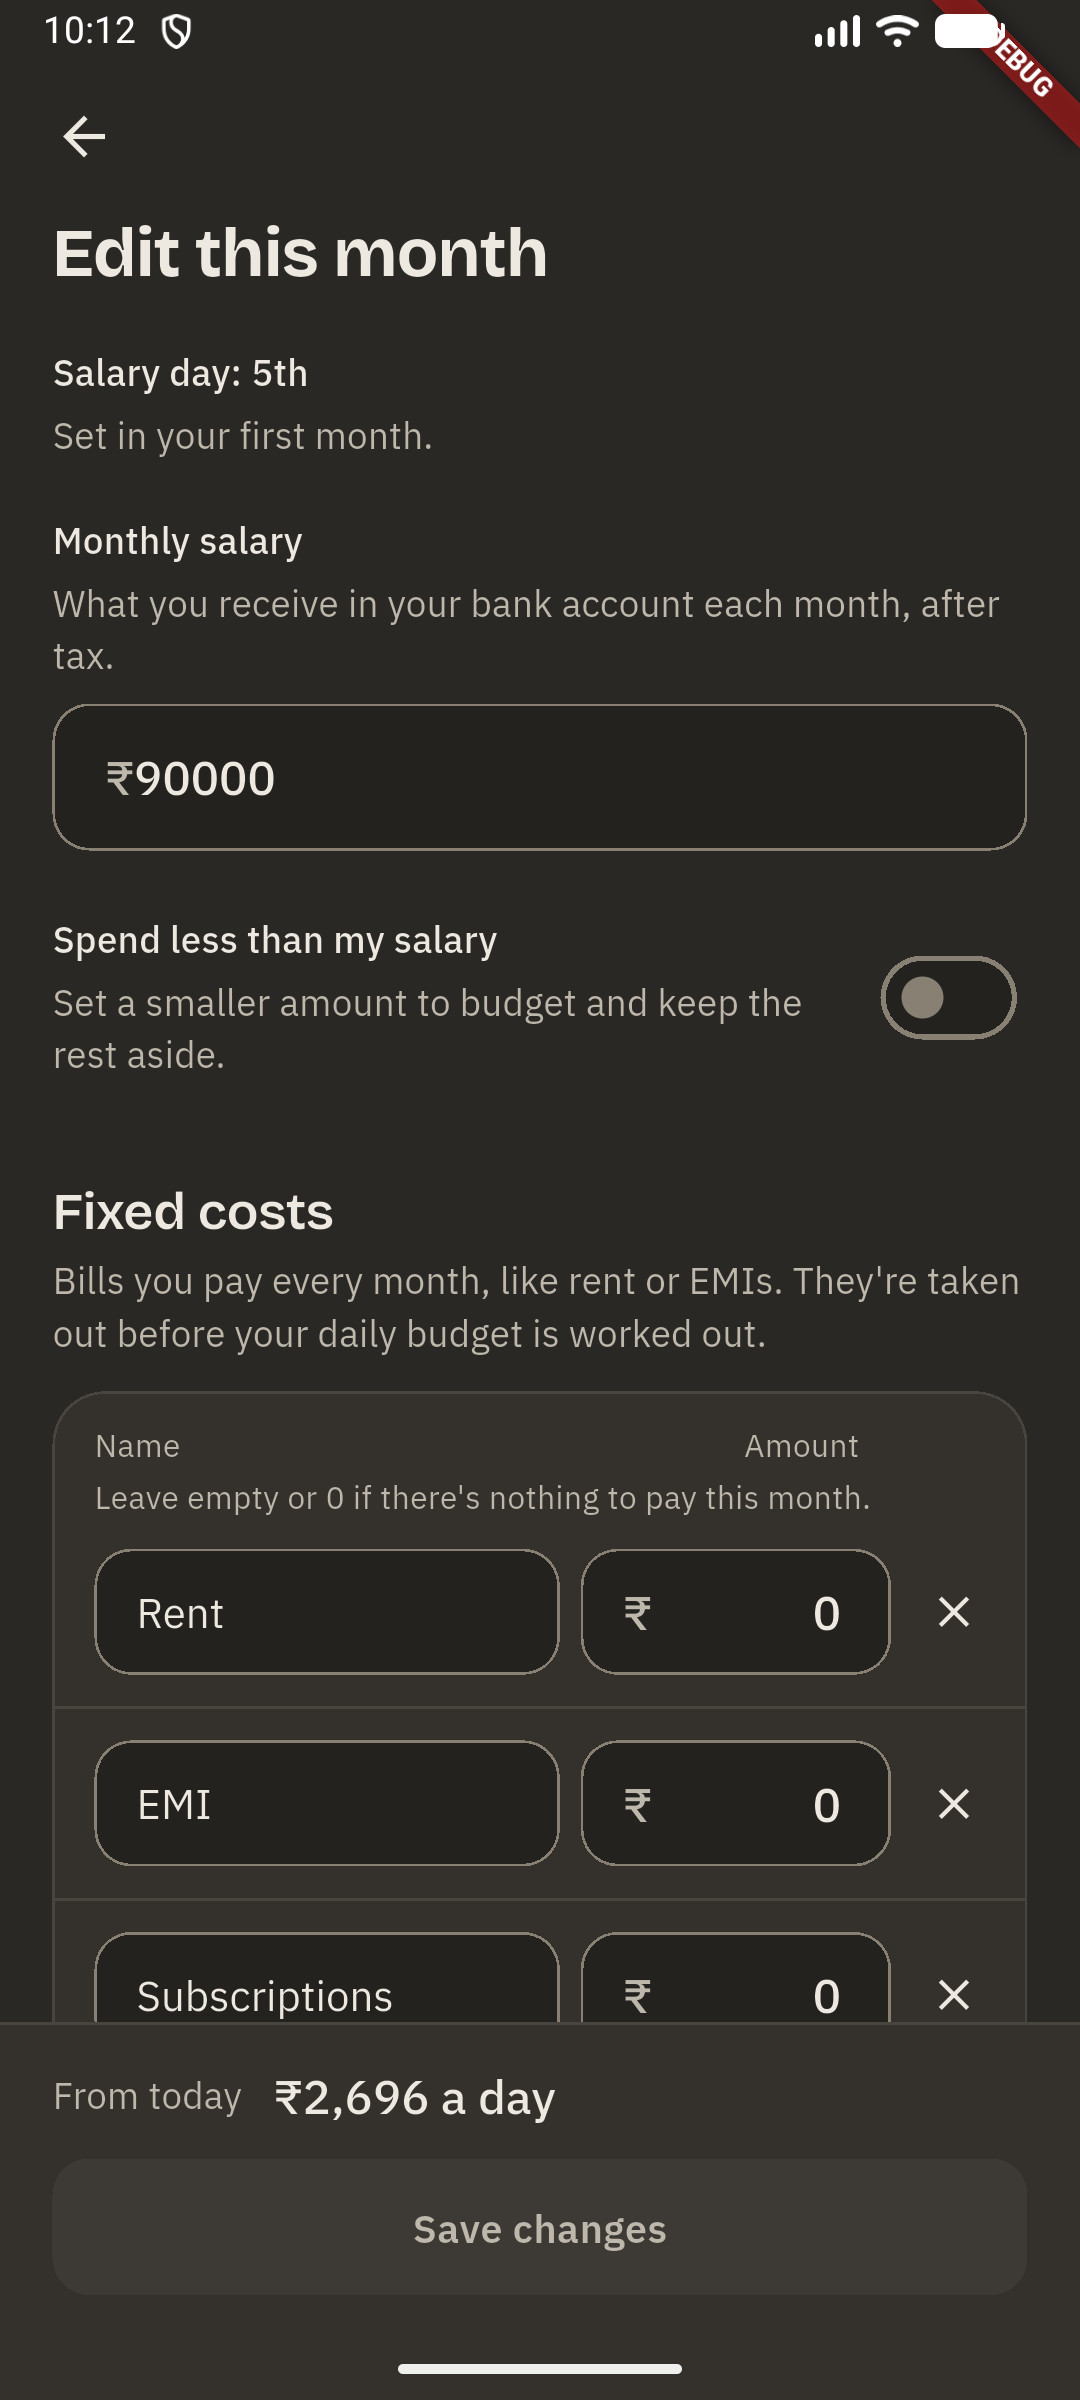 10:12
DEBUG
Edit this month
Salary day: 5th
Set in your first month.
Monthly salary
What you receive in your bank account each month, after
tax.
₹90000
Spend less than my salary
Set a smaller amount to budget and keep the
rest aside.
Fixed costs
Bills you pay every month, like rent or EMIs. They're taken
out before your daily budget is worked out.
Name Amount
Leave empty or 0 if there's nothing to pay this month.
Rent ₹ 0
EMI ₹ 0
Subscriptions ₹ 0
From today ₹2,696 a day
Save changes